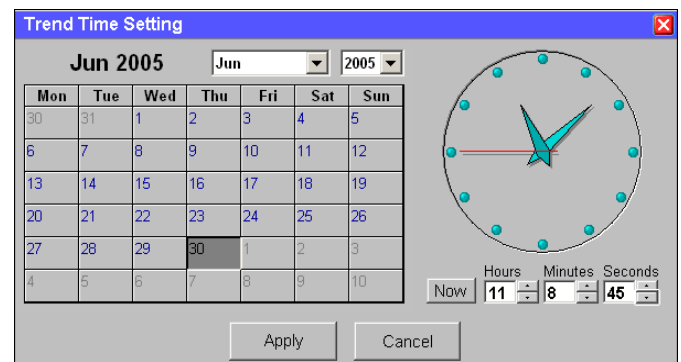 Trend Time Setting
Jun 2005 Jun 2005
Mon Tue Wed Thu Fri Sat Sun
30 31 1 2 3 4 5
6 7 8 9 10 11 12
13 14 15 16 17 18 19
20 21 22 23 24 25 26
27 28 29 30 1 2 3
4 5 6 7 8 9 10
Hours Minutes Seconds
Now 11 8 45
Apply Cancel